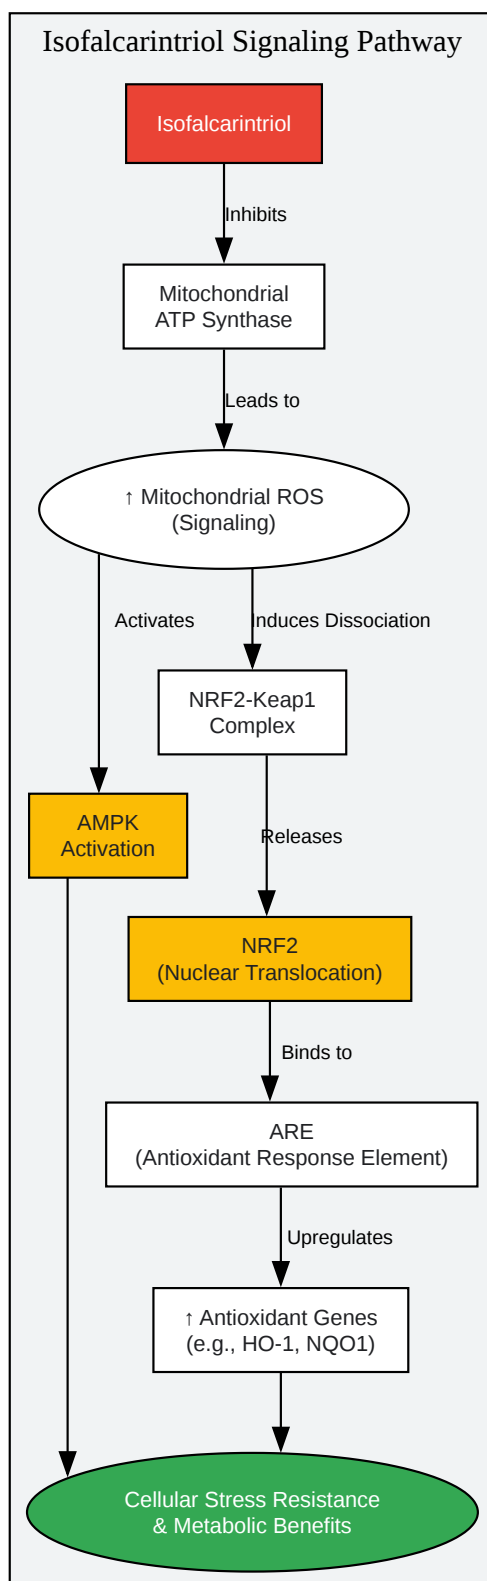 Isofalcarintriol Signaling Pathway
Isofalcarintriol
Inhibits
Mitochondrial
ATP Synthase
Leads to
↑ Mitochondrial ROS
(Signaling)
Activates
Induces Dissociation
NRF2-Keap1
Complex
AMPK
Activation
Releases
NRF2
(Nuclear Translocation)
Binds to
ARE
(Antioxidant Response Element)
Upregulates
↑ Antioxidant Genes
(e.g., HO-1, NQO1)
Cellular Stress Resistance
& Metabolic Benefits